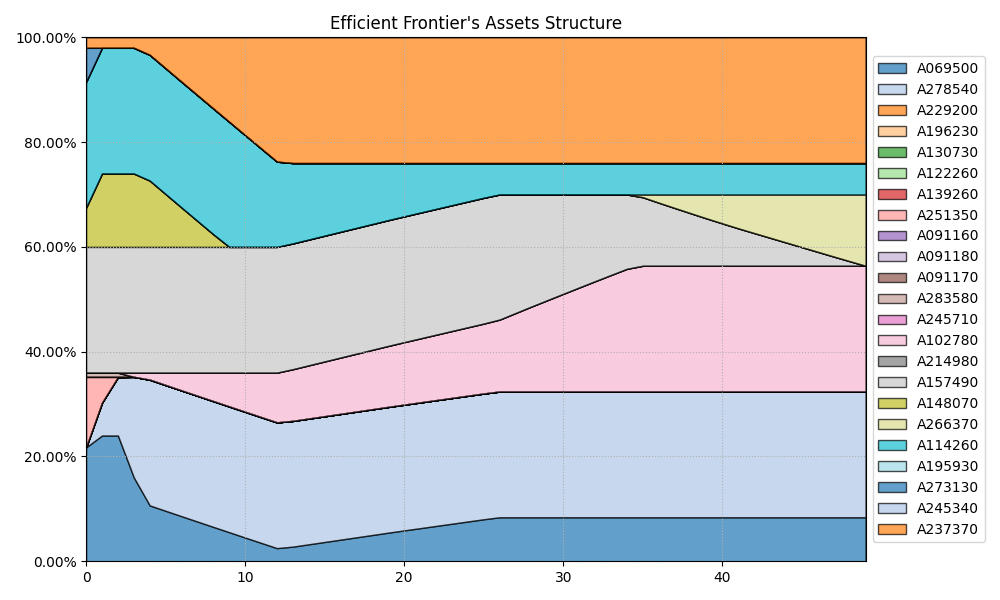 Efficient Frontier's Assets Structure
100.00%
80.00%
60.00%
40.00%
20.00%
0.00%
0
10
20
30
40
A069500
A278540
A229200
A196230
A130730
A122260
A139260
A251350
A091160
A091180
A091170
A283580
A245710
A102780
A214980
A157490
A148070
A266370
A114260
A195930
A273130
A245340
A237370